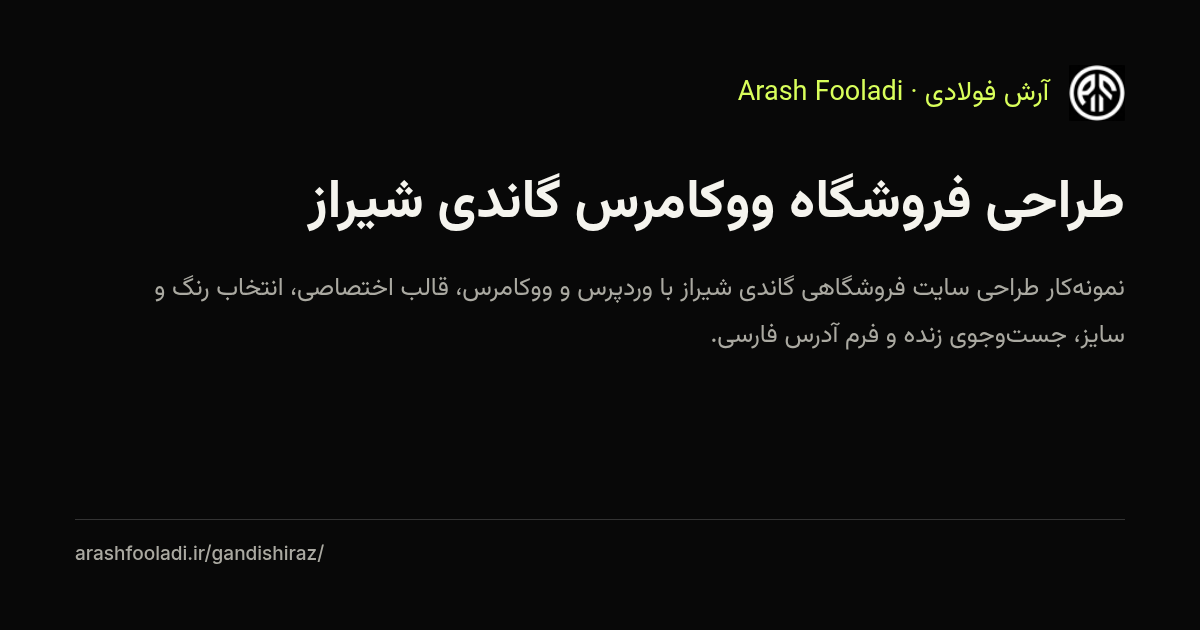 آرش فولادی · Arash Fooladi
طراحی فروشگاه ووکامرس گاندی شیراز
نمونه‌کار طراحی سایت فروشگاهی گاندی شیراز با وردپرس و ووکامرس، قالب اختصاصی، انتخاب رنگ و
سایز، جست‌وجوی زنده و فرم آدرس فارسی.
arashfooladi.ir/gandishiraz/